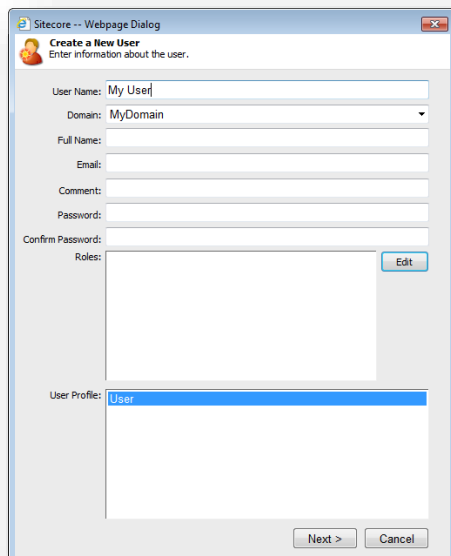 Sitecore -- Webpage Dialog
Create a New User
Enter information about the user.
User Name: My User
Domain: MyDomain
Full Name:
Email:
Comment:
Password:
Confirm Password:
Roles:
Edit
User Profile: User
Next > Cancel